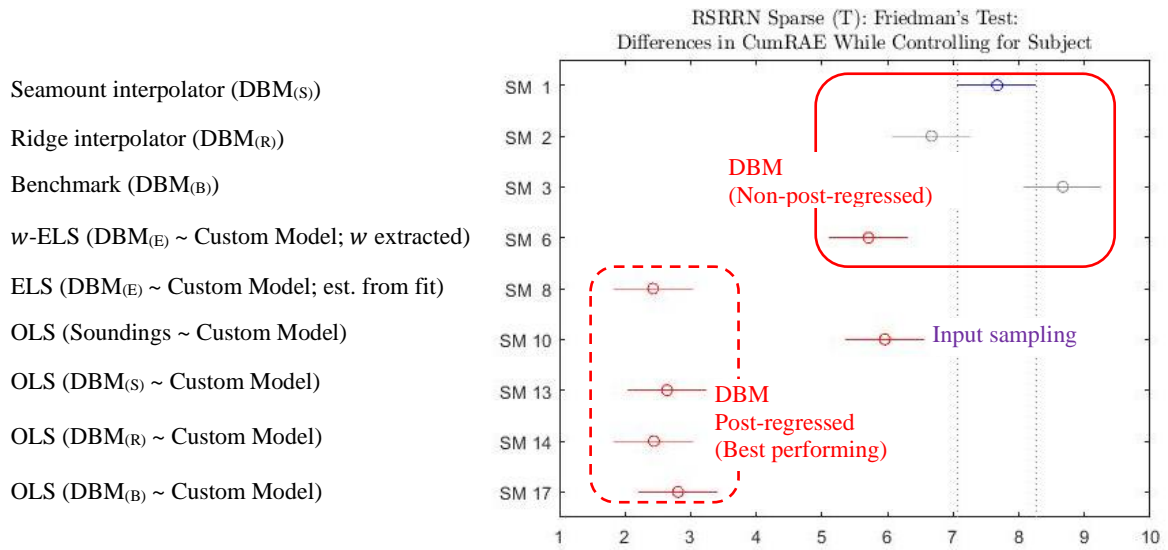 RSRRN Sparse (T): Friedman's Test:
Differences in CumRAE While Controlling for Subject
Seamount interpolator (DBM(S))
SM 1
Ridge interpolator (DBM(R))
SM 2
Benchmark (DBM(B))
SM 3
DBM
(Non-post-regressed)
w-ELS (DBM(E) ~ Custom Model; w extracted)
SM 6
ELS (DBM(E) ~ Custom Model; est. from fit)
SM 8
OLS (Soundings ~ Custom Model)
SM 10
Input sampling
OLS (DBM(S) ~ Custom Model)
SM 13
DBM
Post-regressed
(Best performing)
OLS (DBM(R) ~ Custom Model)
SM 14
OLS (DBM(B) ~ Custom Model)
SM 17
1 2 3 4 5 6 7 8 9 10